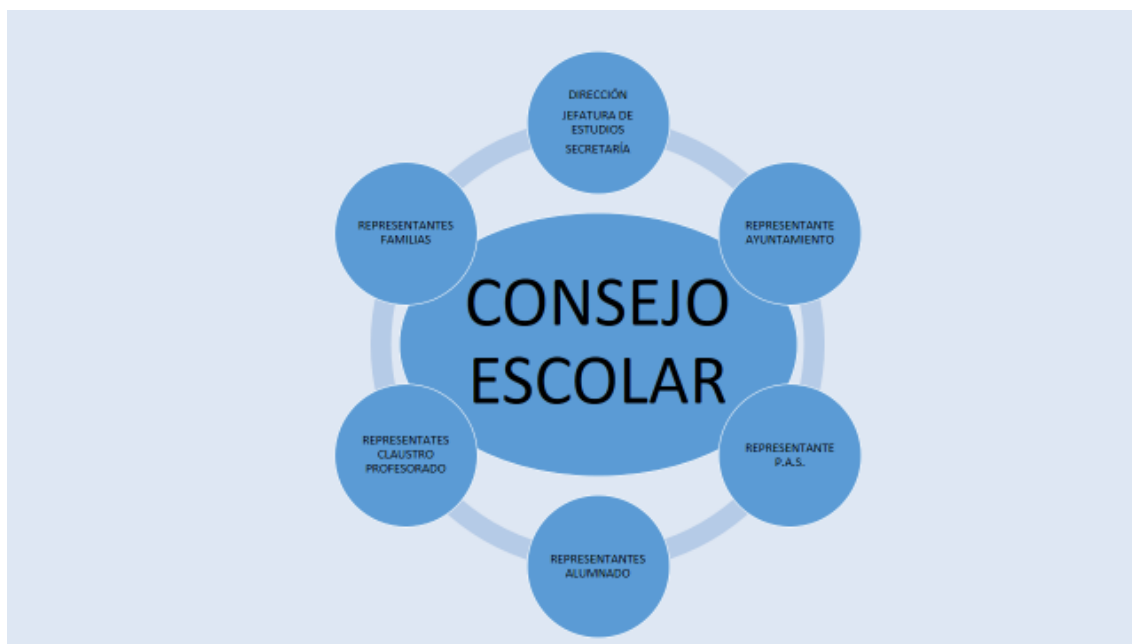 DIRECCIÓN
JEFATURA DE
ESTUDIOS
SECRETARÍA
REPRESENTANTES
FAMILIAS
REPRESENTANTE
AYUNTAMIENTO
CONSEJO
ESCOLAR
REPRESENTATES
CLAUSTRO
PROFESORADO
REPRESENTANTE
P.A.S.
REPRESENTANTES
ALUMNADO